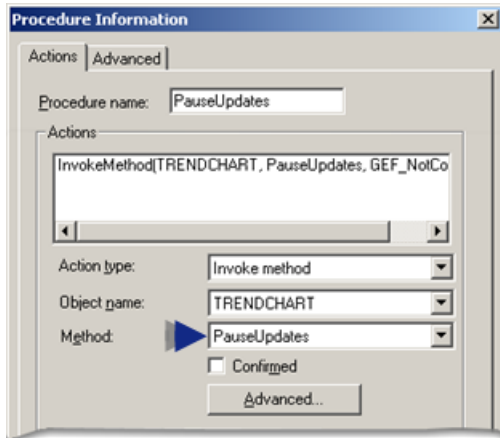 Procedure Information
Actions Advanced
Procedure name: PauseUpdates
Actions
InvokeMethod(TRENDCHART, PauseUpdates, GEF_NotCo
Action type: Invoke method
Object name: TRENDCHART
Method: PauseUpdates
Confirmed
Advanced...